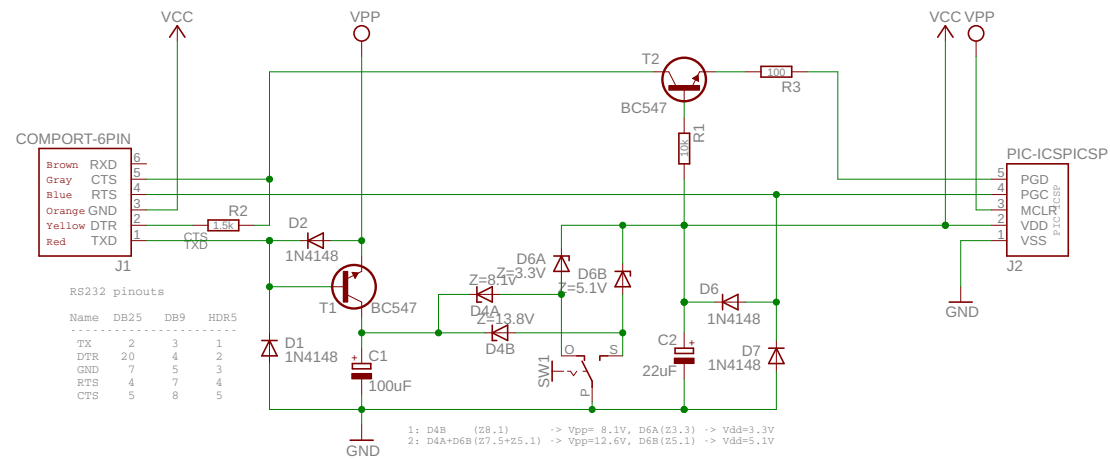 VCC
VPP
VCC VPP
T2
100
R3
BC547
COMPORT-6PIN
R1
10k
PIC-ICSPICSP
Brown RXD 6
Gray CTS 5
Blue RTS 4
Orange GND 3
Yellow DTR 2
Red TXD 1
J1
R2
1.5k
CTS
TXD
D2
1N4148
5 PGD
4 PGC
3 MCLR
2 VDD
1 VSS
PIC-ICSP
J2
GND
D6A
Z=3.3V
Z=8.1V
D6B
Z=5.1V
D4A
Z=13.8V
D4B
T1
BC547
D6
1N4148
D1
1N4148
C1
+
100uF
SW1
O
S
P
C2
+
22uF
D7
1N4148
RS232 pinouts
Name DB25 DB9 HDR5
-----------------------
TX 2 3 1
DTR 20 4 2
GND 7 5 3
RTS 4 7 4
CTS 5 8 5
GND
1: D4B (Z8.1) -> Vpp= 8.1V, D6A(Z3.3) -> Vdd=3.3V
2: D4A+D6B(Z7.5+Z5.1) -> Vpp=12.6V, D6B(Z5.1) -> Vdd=5.1V